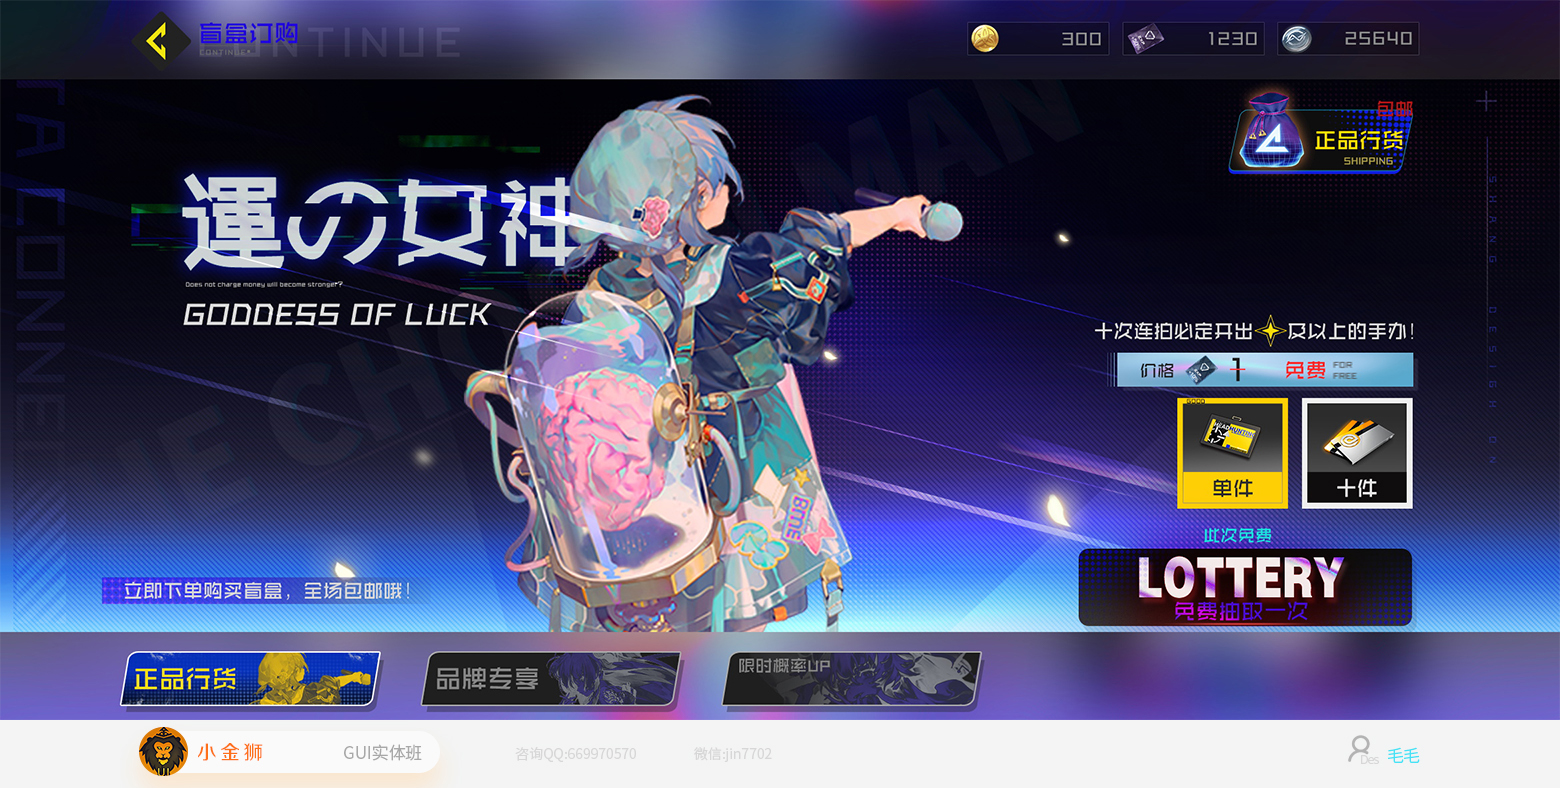 盲盒订购
CONTINUE
CONTINUE
300
1230
25640
包邮
正品行货
SHIPPING
運の女神
Does not charge money will become stronger?
GODDESS OF LUCK
十次连拍必定开出
及以上的手办!
价格
1
免费
FOR
FREE
GOOD
HEADHUNTING
单件
十件
此次免费
LOTTERY
免费抽取一次
BME
立即下单购买盲盒，全场包邮哦!
正品行货
品牌专享
限时概率UP
小金狮
GUI实体班
咨询QQ:669970570
微信:jin7702
Des
毛毛